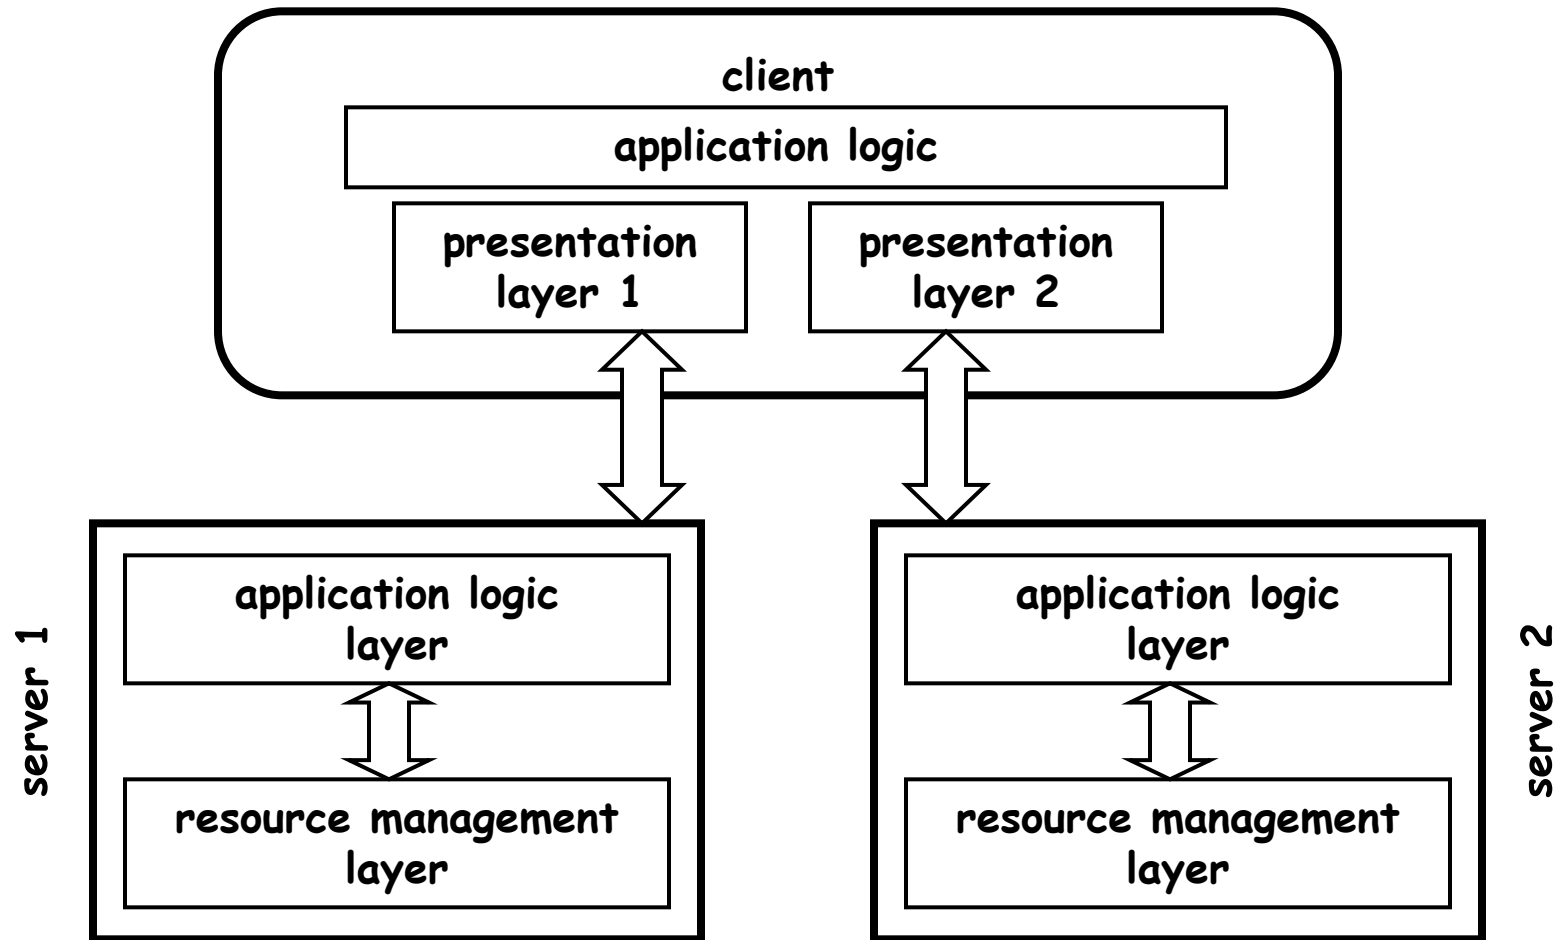 client
application logic
presentation
layer 1
presentation
layer 2
server 1
application logic
layer
resource management
layer
application logic
layer
resource management
layer
server 2